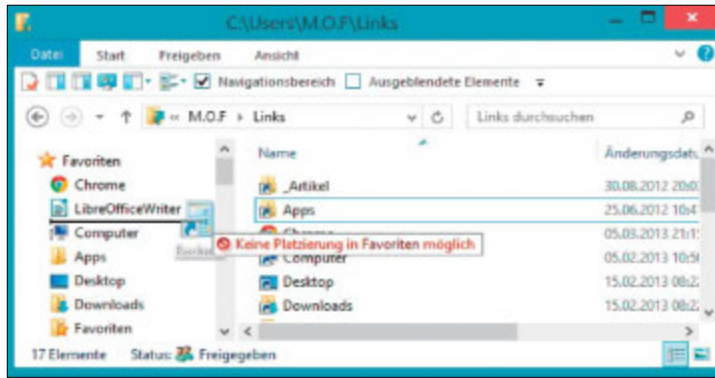 C:\Users\M.O.F\Links
Datei Start Freigeben Ansicht
Navigationsbereich Ausgeblendete Elemente
« M.O.F Links Links durchsuchen
Favoriten
Chrome
LibreOfficeWriter
Computer
Apps
Desktop
Downloads
Favoriten
Name Änderungsdatu
_Artikel 30.08.2012 20:0
Apps 25.06.2012 10:4
05.03.2013 21:1
Keine Platzierung in Favoriten möglich
Computer 05.02.2013 10:5
Desktop 15.02.2013 08:2
Downloads 15.02.2013 08:2
17 Elemente Status: Freigegeben